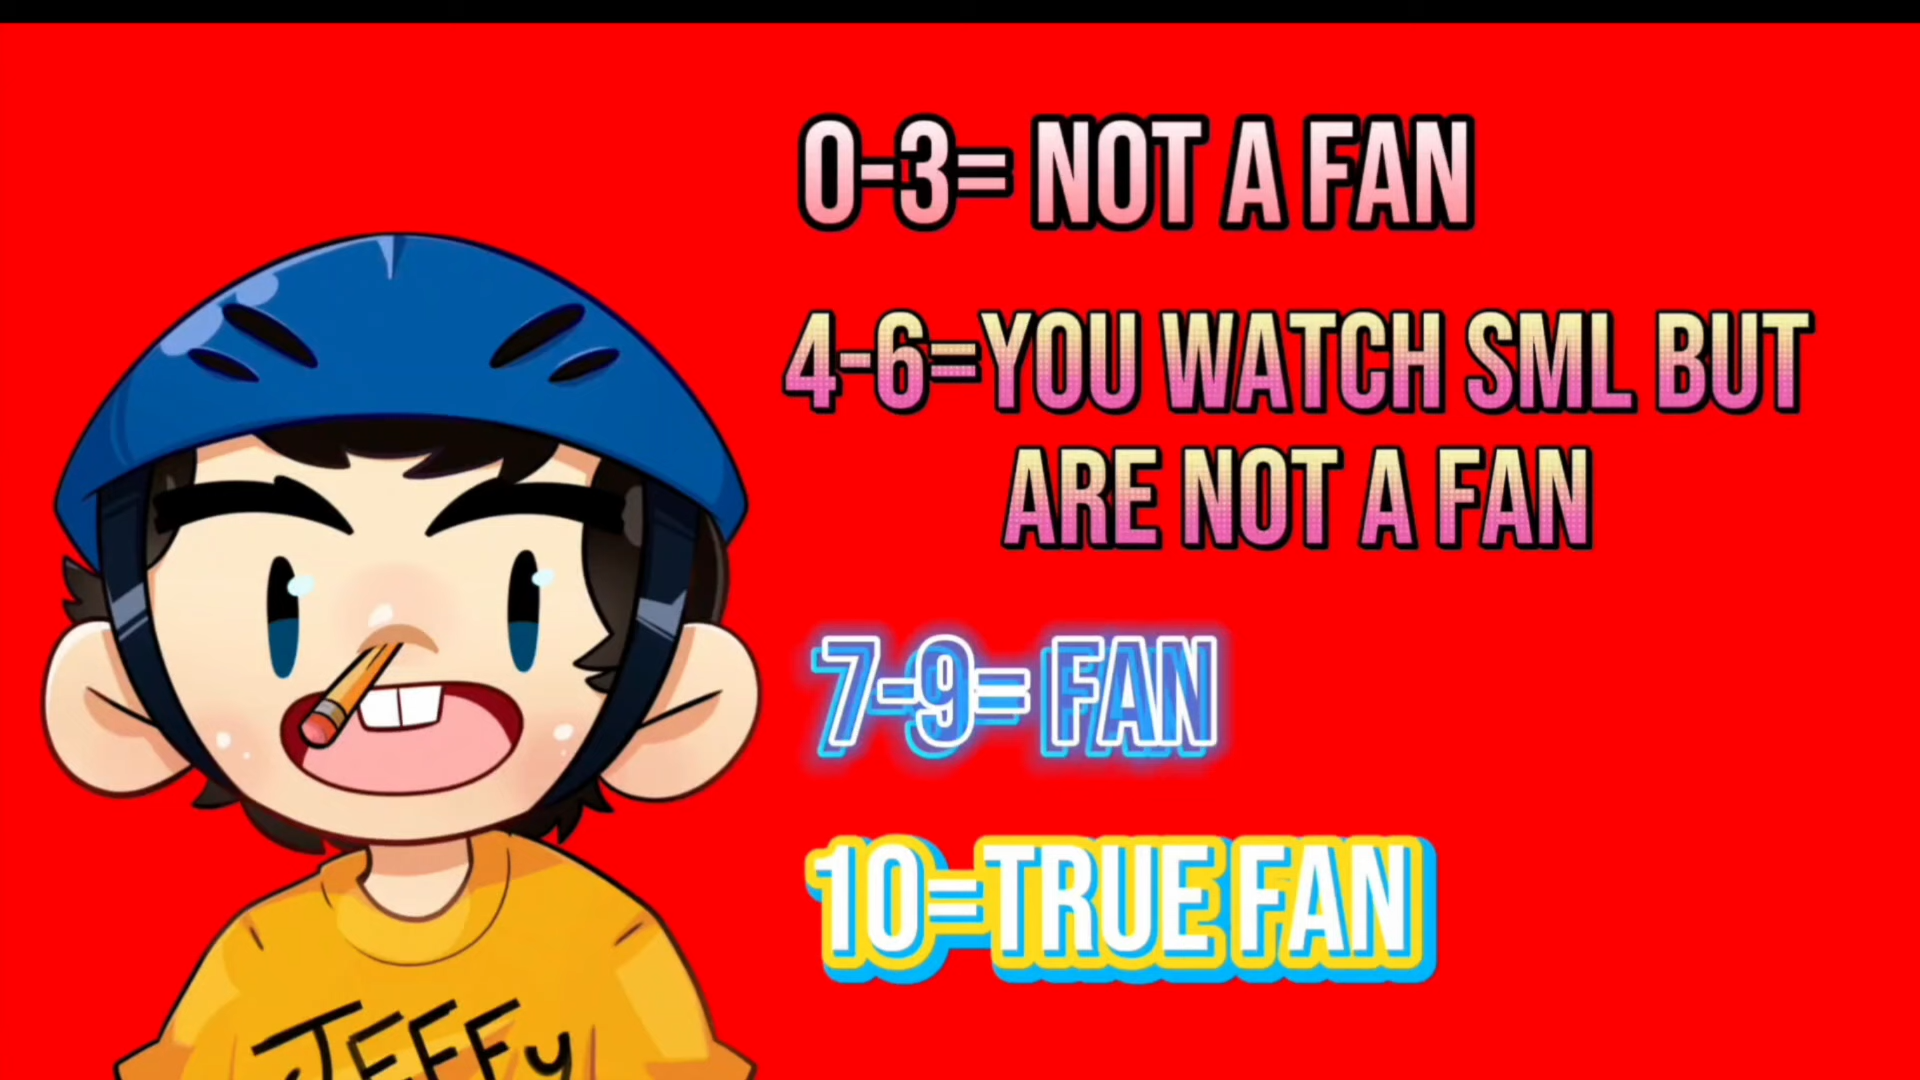 0-3= NOT A FAN
4-6=YOU WATCH SML BUT
ARE NOT A FAN
7-9= FAN
10=TRUE FAN
JEFFy